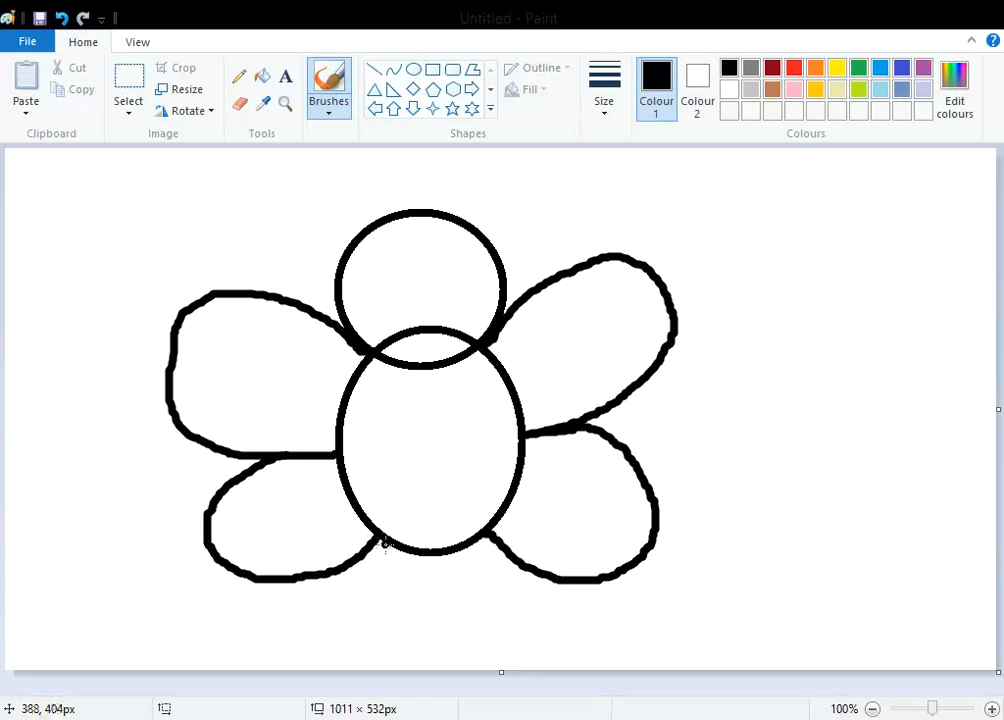 Untitled - Paint
File Home View
Paste
Cut
Copy
Clipboard
Select
Crop
Resize
Rotate
Image
A
Tools
Brushes
Outline
Fill
Shapes
Size
Colour 1
Colour 2
Edit colours
Colours
388, 404px
1011 × 532px
100%